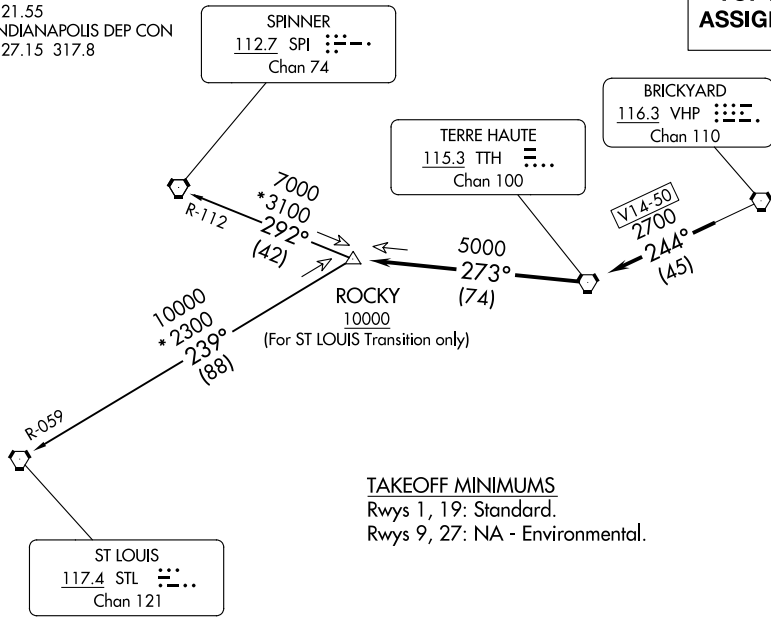 21.55
NDIANAPOLIS DEP CON
27.15 317.8
ASSIG
SPINNER
112.7 SPI
Chan 74
BRICKYARD
116.3 VHP
Chan 110
TERRE HAUTE
115.3 TTH
Chan 100
7000
*3100
292°
(42)
R-112
V14-50
2700
244°
(45)
5000
273°
(74)
ROCKY
10000
(For ST LOUIS Transition only)
10000
*2300
239°
(88)
R-059
TAKEOFF MINIMUMS
Rwys 1, 19: Standard.
Rwys 9, 27: NA - Environmental.
ST LOUIS
117.4 STL
Chan 121